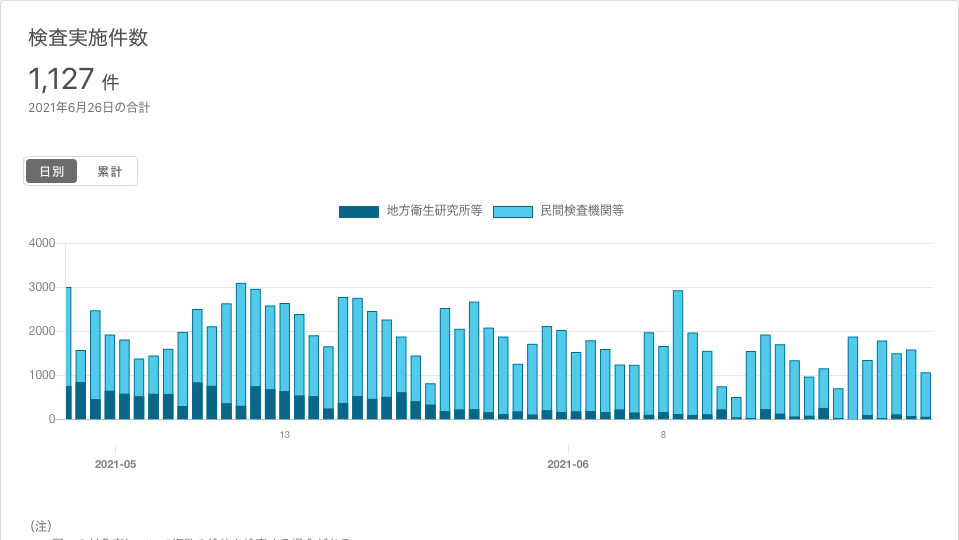 検査実施件数
1,127 件
2021年6月26日の合計
日別 累計
地方衛生研究所等 民間検査機関等
4000
3000
2000
1000
0
13 8
2021-05 2021-06
（注）